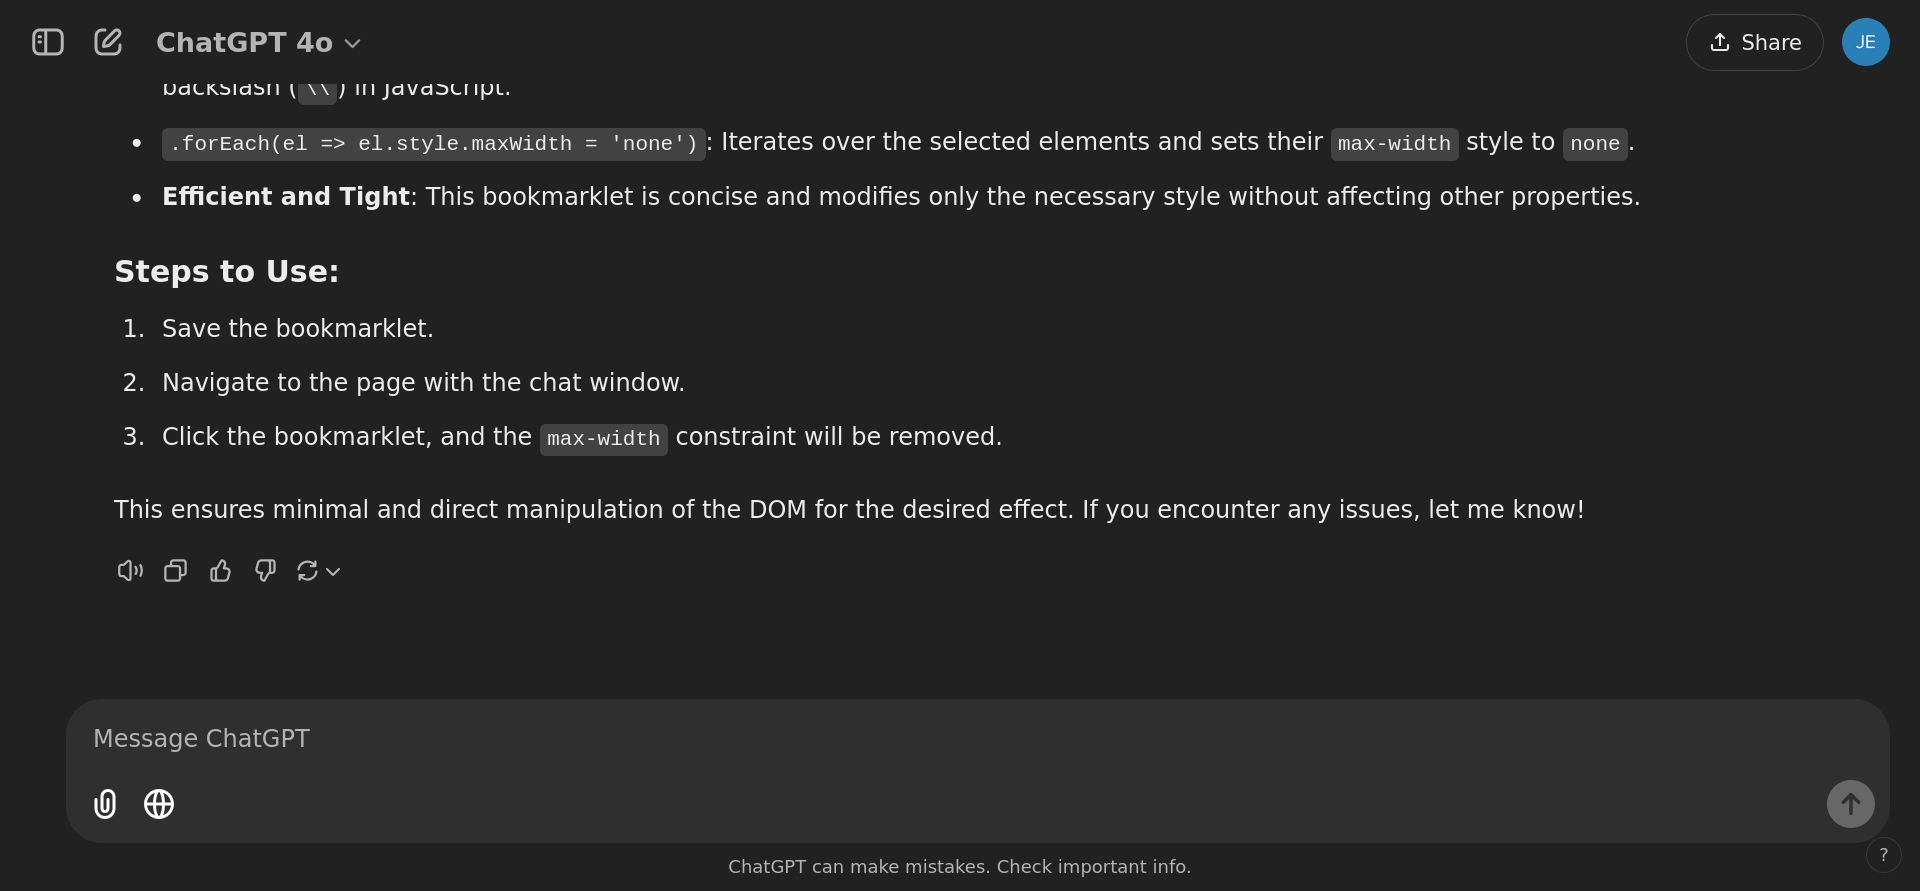 ChatGPT 4o
Share
JE
backslash (\\) in JavaScript.
• .forEach(el => el.style.maxWidth = 'none'): Iterates over the selected elements and sets their max-width style to none.
• Efficient and Tight: This bookmarklet is concise and modifies only the necessary style without affecting other properties.
Steps to Use:
1. Save the bookmarklet.
2. Navigate to the page with the chat window.
3. Click the bookmarklet, and the max-width constraint will be removed.
This ensures minimal and direct manipulation of the DOM for the desired effect. If you encounter any issues, let me know!
Message ChatGPT
ChatGPT can make mistakes. Check important info.
?